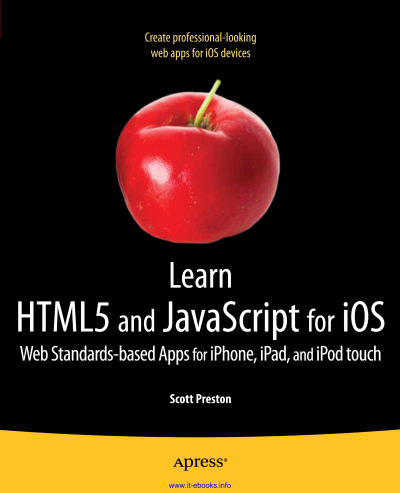 Create professional-looking
web apps for iOS devices
Learn
HTML5 and JavaScript for iOS
Web Standards-based Apps for iPhone, iPad, and iPod touch
Scott Preston
Apress®
www.it-ebooks.info